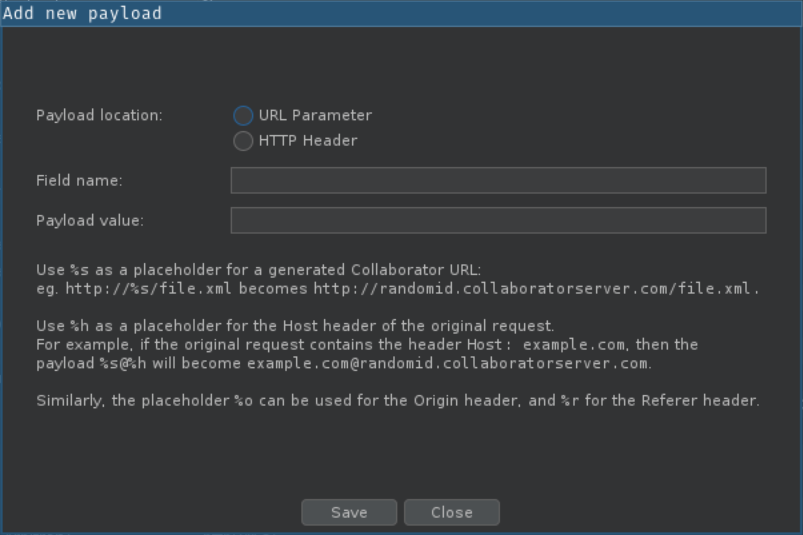 Add new payload
Payload location:
URL Parameter
HTTP Header
Field name:
Payload value:
Use %s as a placeholder for a generated Collaborator URL:
eg. http://%s/file.xml becomes http://randomid.collaboratorserver.com/file.xml.
Use %h as a placeholder for the Host header of the original request.
For example, if the original request contains the header Host: example.com, then the
payload %s@%h will become example.com@randomid.collaboratorserver.com.
Similarly, the placeholder %o can be used for the Origin header, and %r for the Referer header.
Save
Close